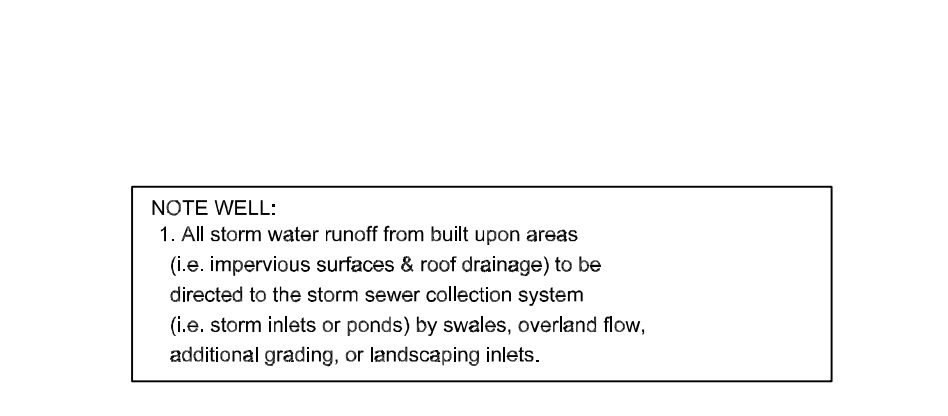 NOTE WELL:
1. All storm water runoff from built upon areas
(i.e. impervious surfaces & roof drainage) to be
directed to the storm sewer collection system
(i.e. storm inlets or ponds) by swales, overland flow,
additional grading, or landscaping inlets.